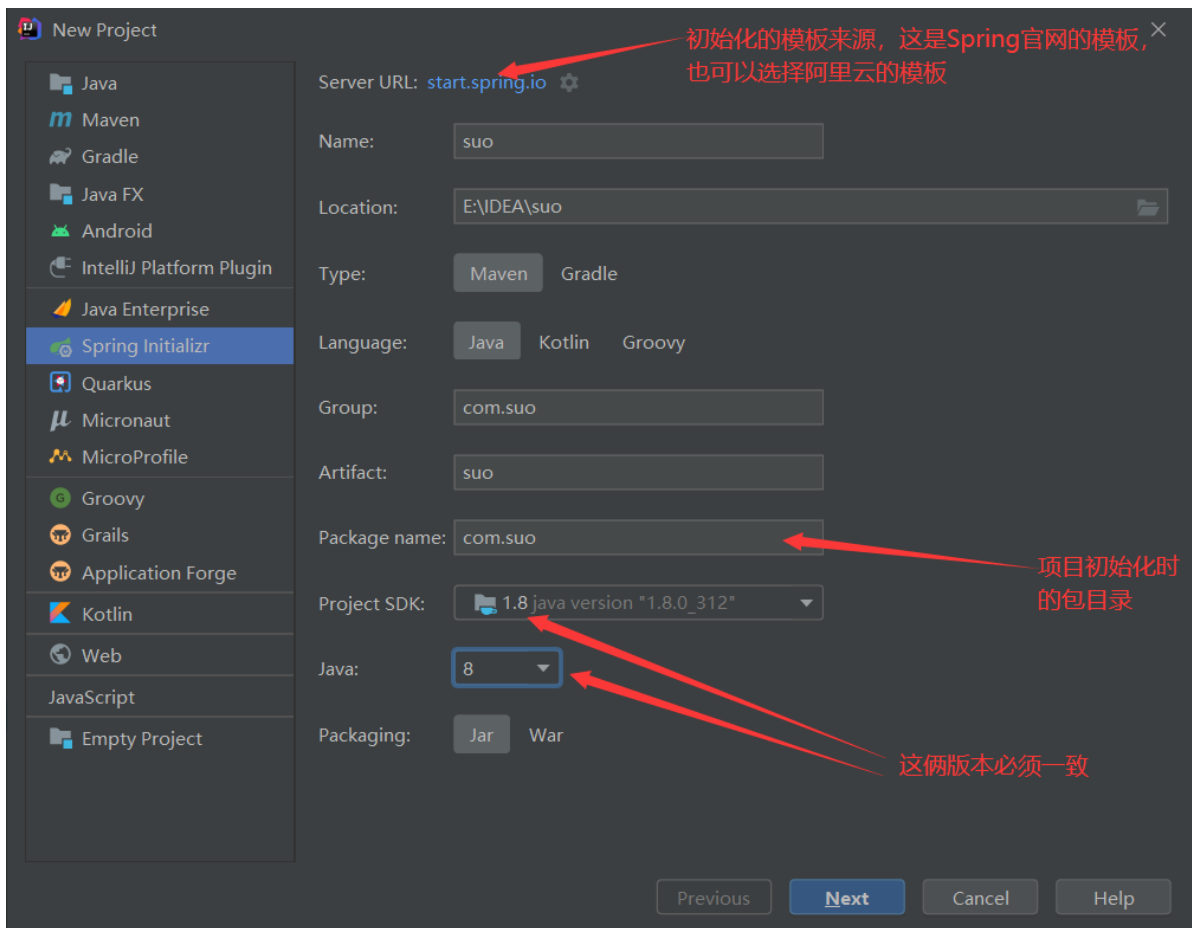 New Project
初始化的模板来源，这是Spring官网的模板，
也可以选择阿里云的模板
Java
Maven
Gradle
Java FX
Android
IntelliJ Platform Plugin
Java Enterprise
Spring Initializr
Quarkus
Micronaut
MicroProfile
Groovy
Grails
Application Forge
Kotlin
Web
JavaScript
Empty Project
Server URL: start.spring.io
Name: suo
Location: E:\IDEA\suo
Type: Maven Gradle
Language: Java Kotlin Groovy
Group: com.suo
Artifact: suo
Package name: com.suo
项目初始化时
的包目录
Project SDK: 1.8 java version "1.8.0_312"
Java: 8
Packaging: Jar War
这俩版本必须一致
Previous Next Cancel Help